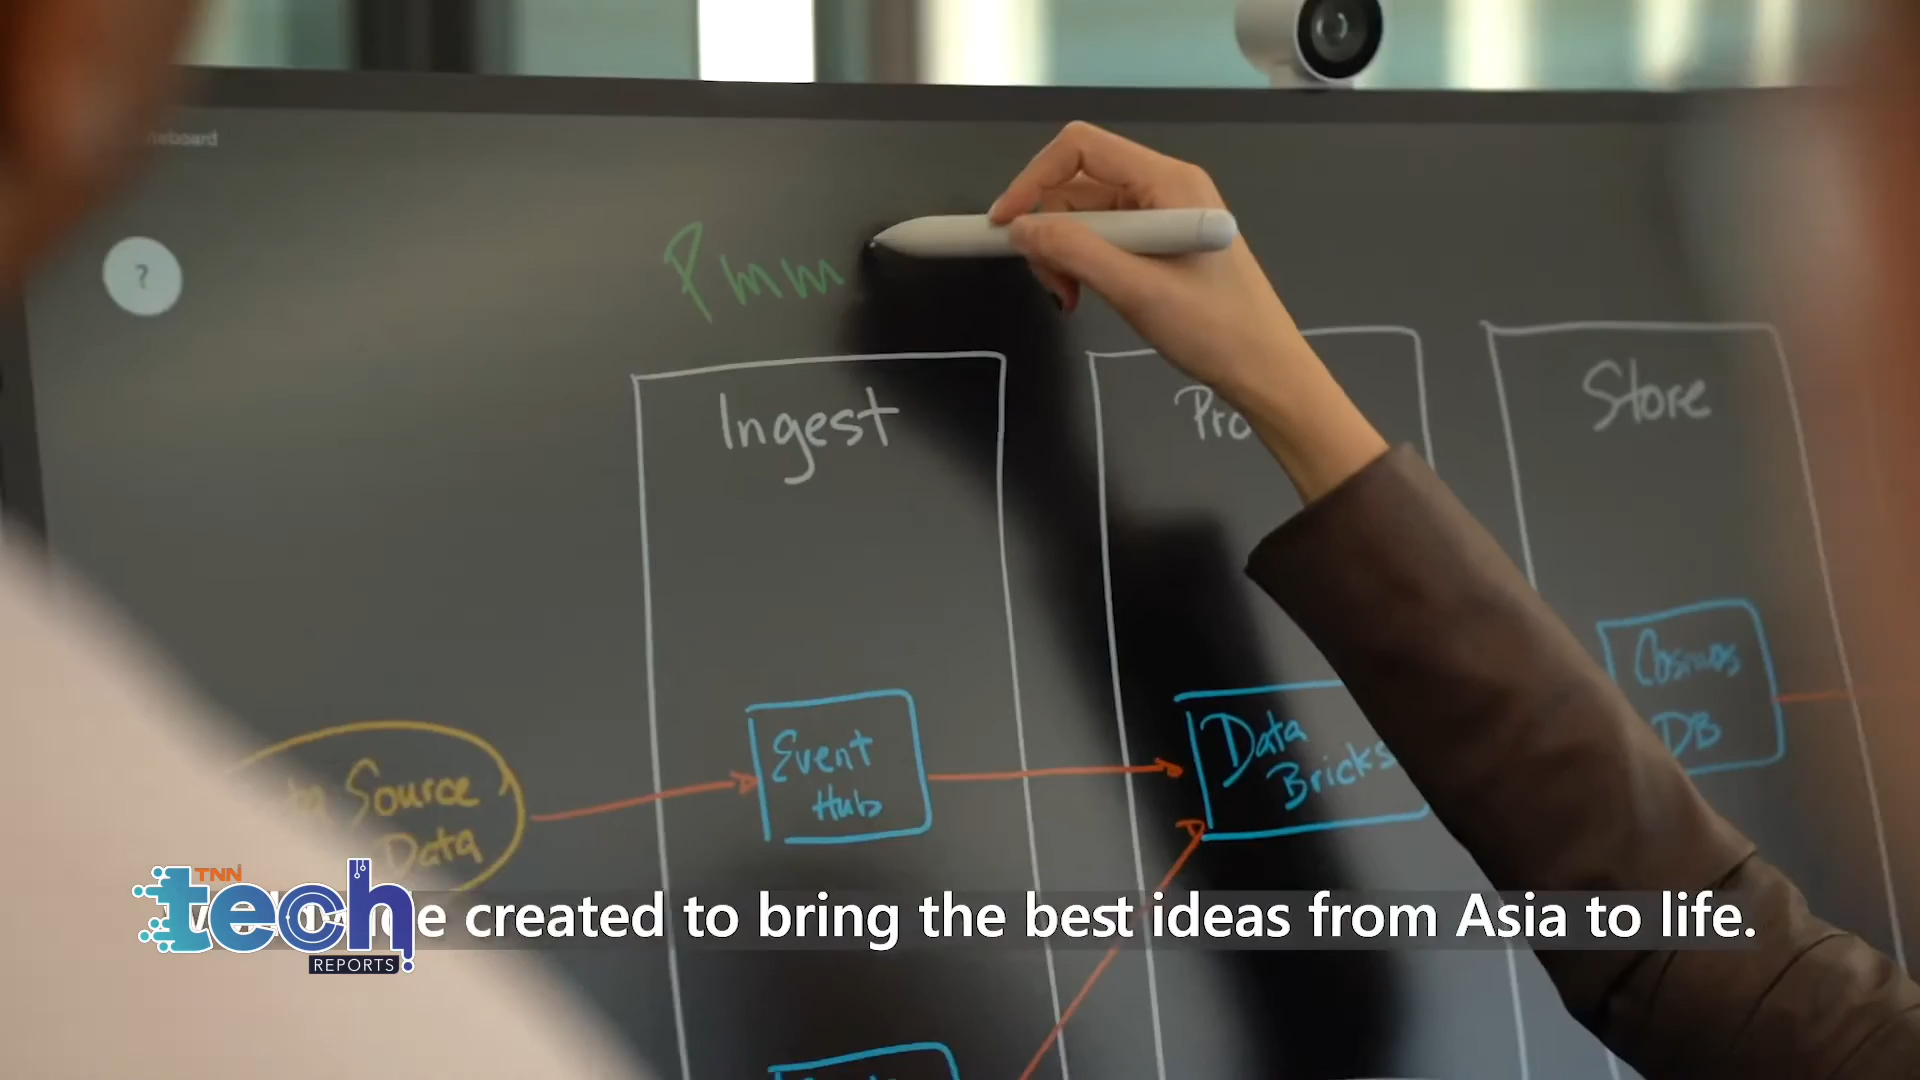 ?
Pmm
Ingest
Store
Cosmos
DB
Event
Hub
Data
Bricks
Source
Data
TNN
tech
REPORTS
created to bring the best ideas from Asia to life.